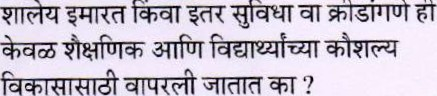 शालेय इमारत किंवा इतर सुविधा वा क्रीडांगणे ही
केवळ शैक्षणिक आणि विद्यार्थ्यांच्या कौशल्य
विकासासाठी वापरली जातात का ?